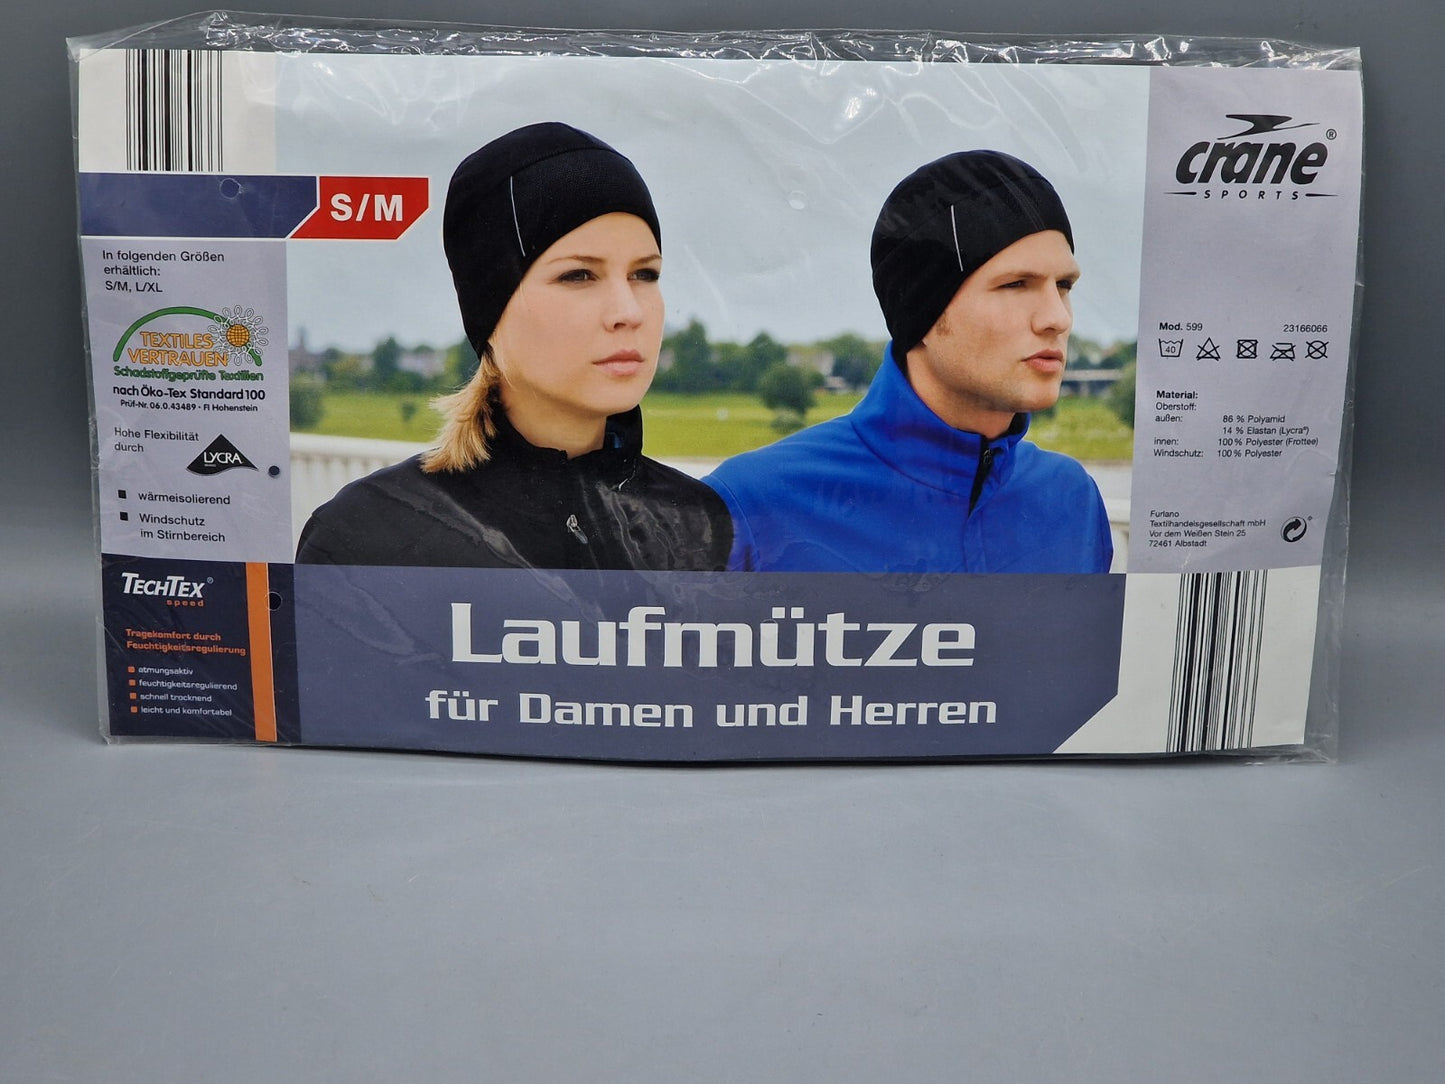 S/M
In folgenden Größen
erhältlich:
S/M, L/XL
TEXTILES
VERTRAUEN
Schadstoffgeprüfte Textilien
nach Öko-Tex Standard 100
Prüf-Nr. 06.0.43489 · FI Hohenstein
Hohe Flexibilität
durch
LYCRA
wärmeisolierend
Windschutz
im Stirnbereich
TECHTEX®
speed
Tragekomfort durch
Feuchtigkeitsregulierung
atmungsaktiv
feuchtigkeitsregulierend
schnell trocknend
leicht und komfortabel
Laufmütze
für Damen und Herren
crane®
SPORTS
Mod. 599 23166066
40
Material:
Oberstoff:
außen: 86 % Polyamid
14 % Elastan (Lycra®)
innen: 100 % Polyester (Frottee)
Windschutz: 100 % Polyester
Furlano
Textilhandelsgesellschaft mbH
Vor dem Weißen Stein 25
72461 Albstadt